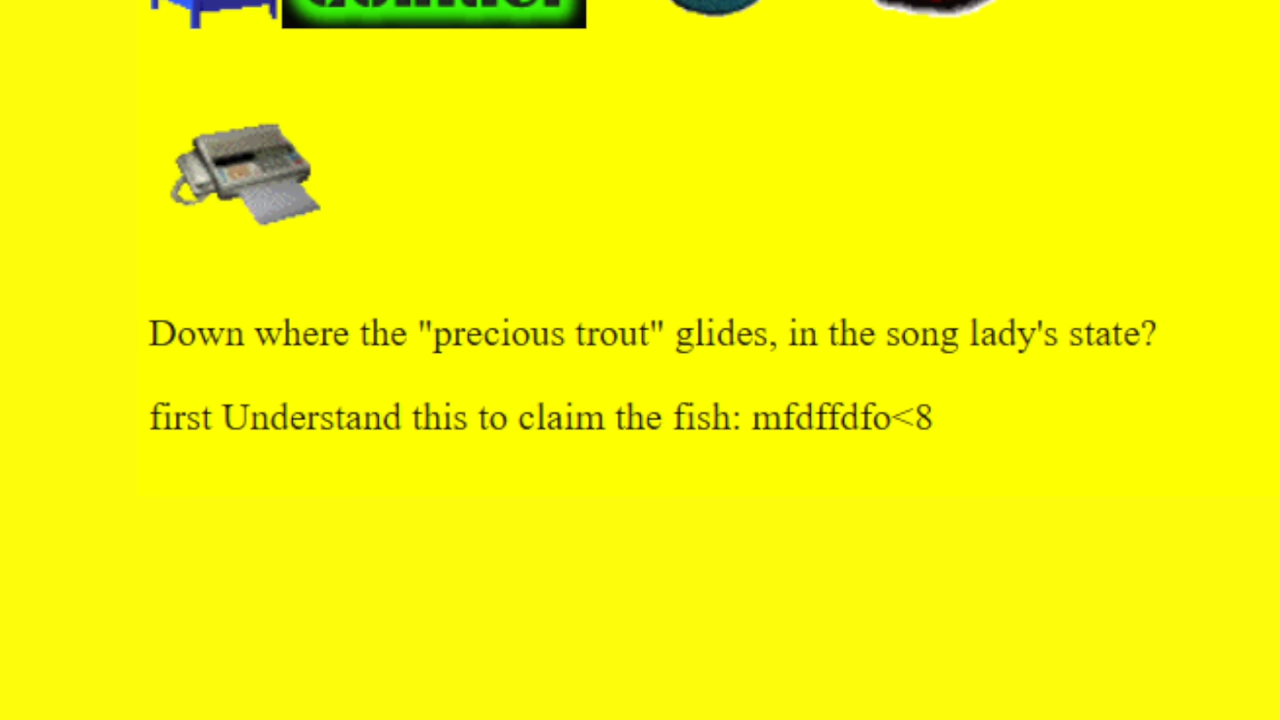 Down where the "precious trout" glides, in the song lady's state?
first Understand this to claim the fish: mfdffdfo<8